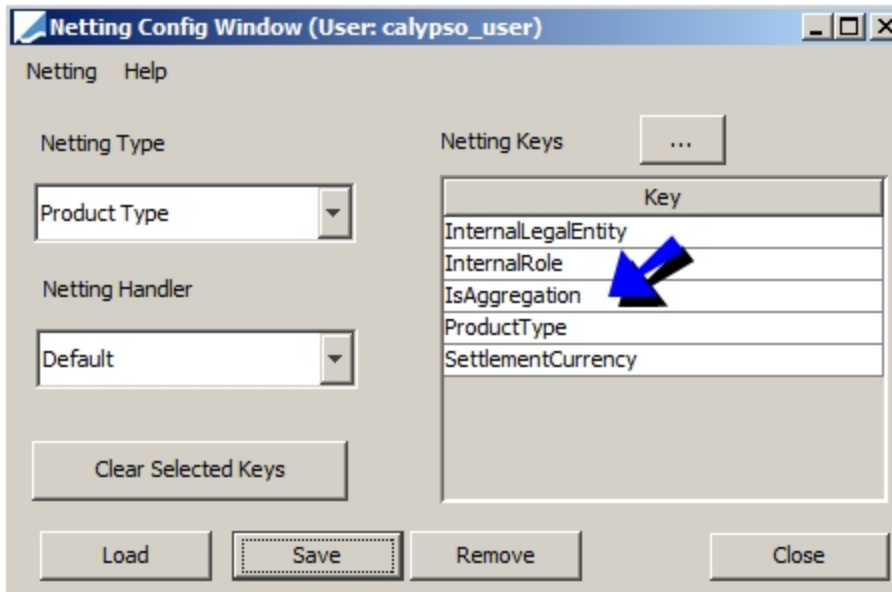 Netting Config Window (User: calypso_user)
Netting Help
Netting Type
Netting Keys ...
Product Type
Key
InternalLegalEntity
InternalRole
IsAggregation
ProductType
SettlementCurrency
Netting Handler
Default
Clear Selected Keys
Load Save Remove Close